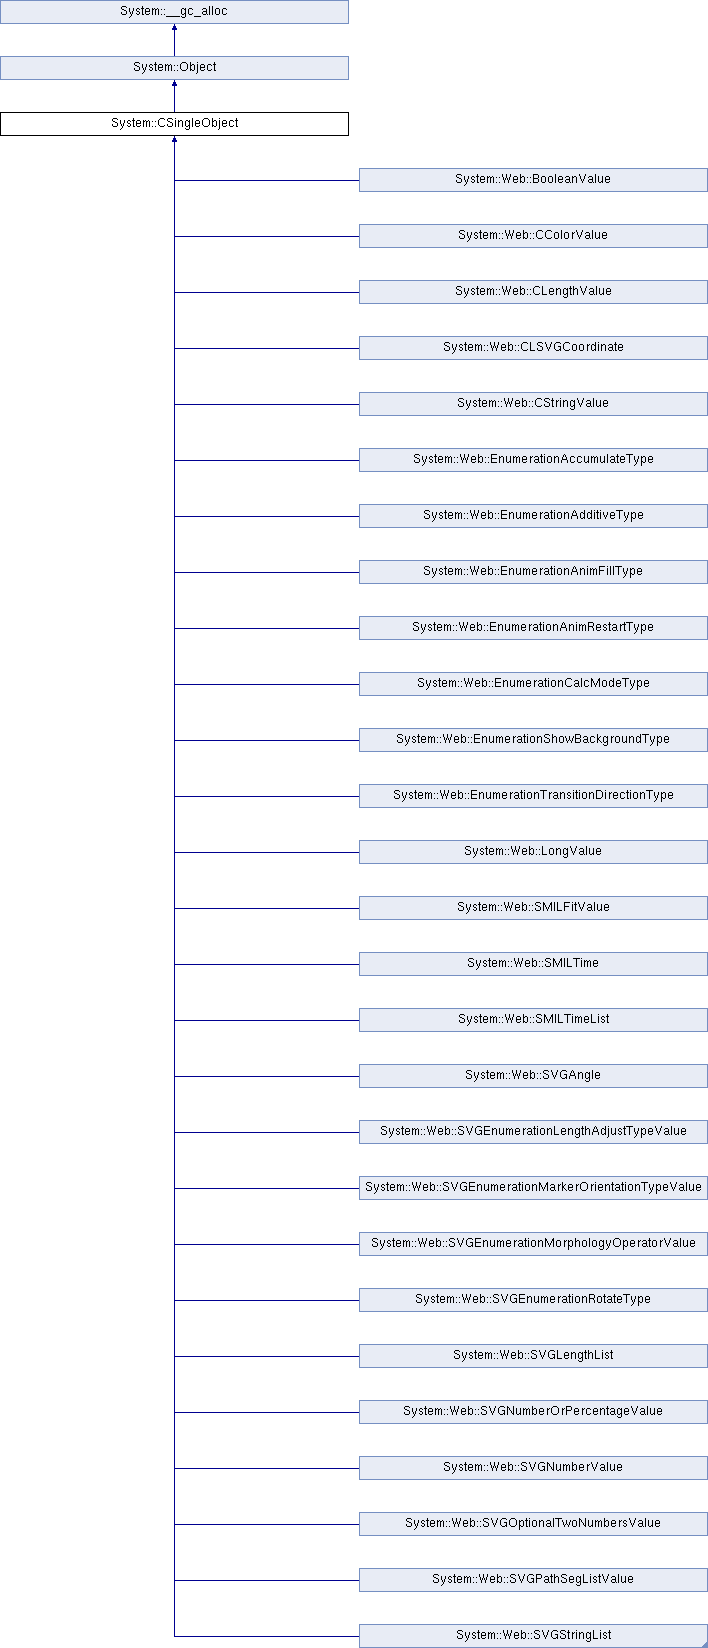 System::__gc_alloc
System::Object
System::CSingleObject
System::Web::BooleanValue
System::Web::CColorValue
System::Web::CLengthValue
System::Web::CLSVGCoordinate
System::Web::CStringValue
System::Web::EnumerationAccumulateType
System::Web::EnumerationAdditiveType
System::Web::EnumerationAnimFillType
System::Web::EnumerationAnimRestartType
System::Web::EnumerationCalcModeType
System::Web::EnumerationShowBackgroundType
System::Web::EnumerationTransitionDirectionType
System::Web::LongValue
System::Web::SMILFitValue
System::Web::SMILTime
System::Web::SMILTimeList
System::Web::SVGAngle
System::Web::SVGEnumerationLengthAdjustTypeValue
System::Web::SVGEnumerationMarkerOrientationTypeValue
System::Web::SVGEnumerationMorphologyOperatorValue
System::Web::SVGEnumerationRotateType
System::Web::SVGLengthList
System::Web::SVGNumberOrPercentageValue
System::Web::SVGNumberValue
System::Web::SVGOptionalTwoNumbersValue
System::Web::SVGPathSegListValue
System::Web::SVGStringList